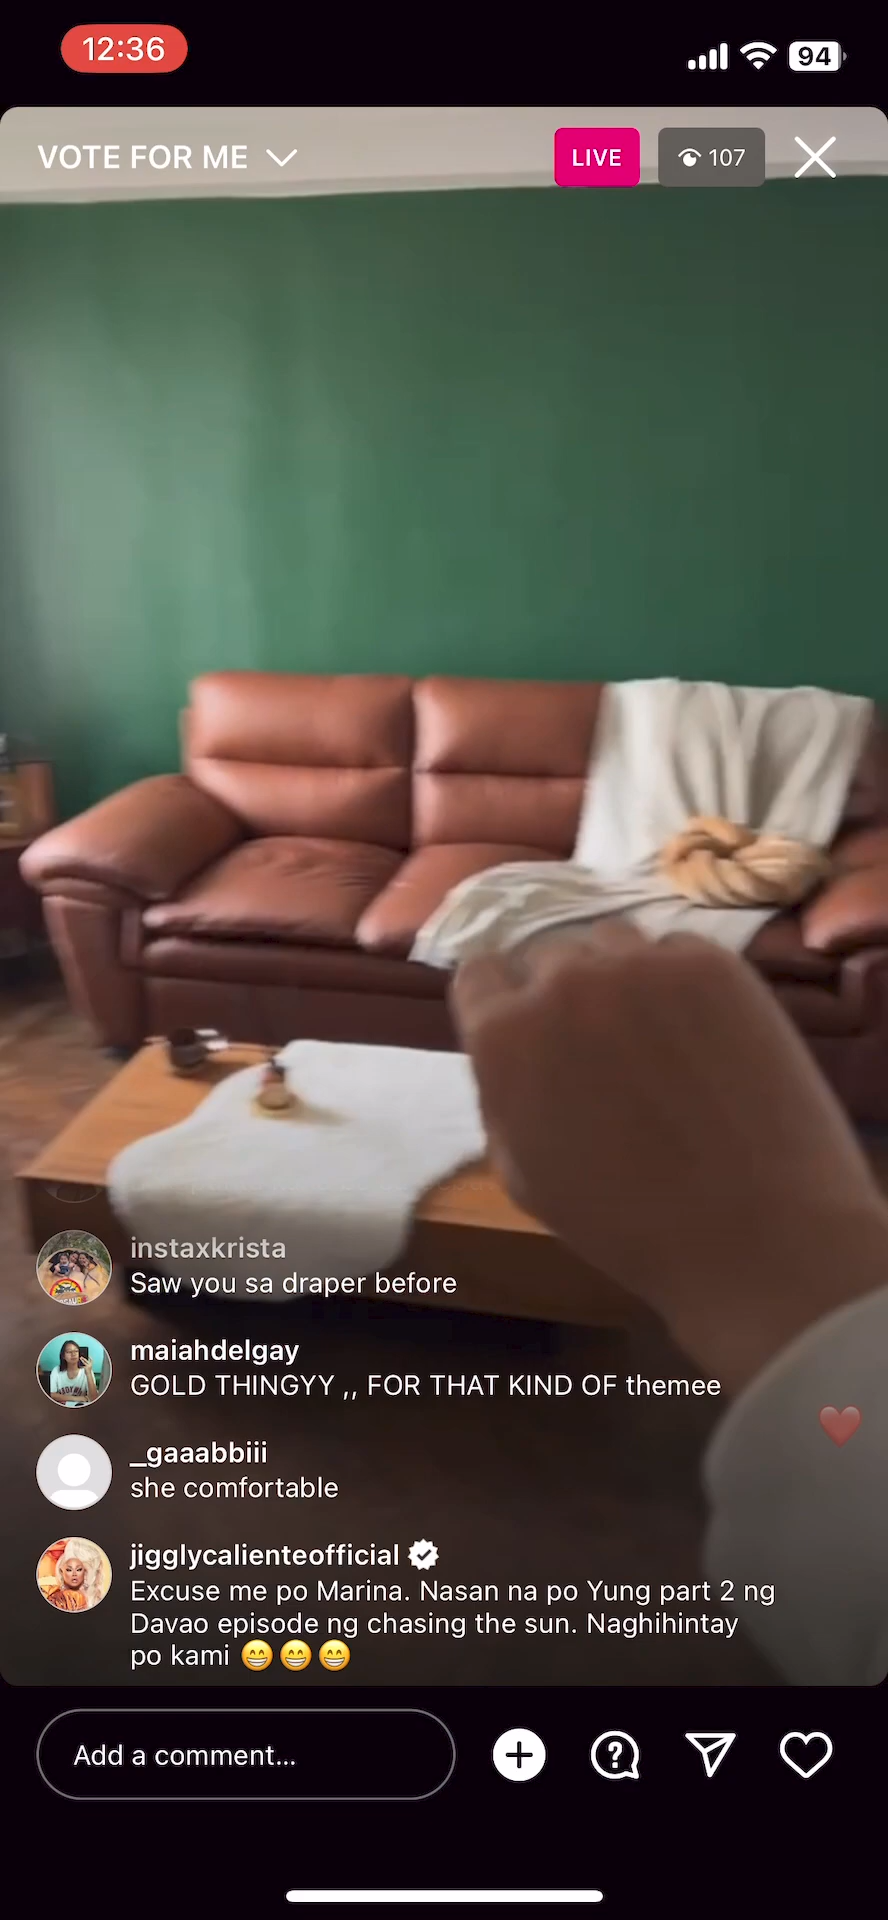 12:36
94
VOTE FOR ME
LIVE
107
instaxkrista
Saw you sa draper before
maiahdelgay
GOLD THINGYY ,, FOR THAT KIND OF themee
_gaaabbiii
she comfortable
jigglycalienteofficial
Excuse me po Marina. Nasan na po Yung part 2 ng
Davao episode ng chasing the sun. Naghihintay
po kami 😁😁😁
Add a comment...